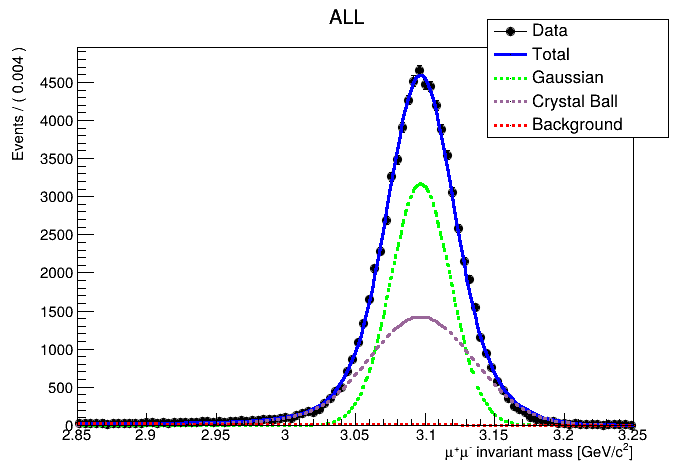 ALL
Events / ( 0.004 )
Data
Total
Gaussian
Crystal Ball
Background
4500
4000
3500
3000
2500
2000
1500
1000
500
0
2.85 2.9 2.95 3 3.05 3.1 3.15 3.2 3.25
μ⁺μ⁻ invariant mass [GeV/c²]